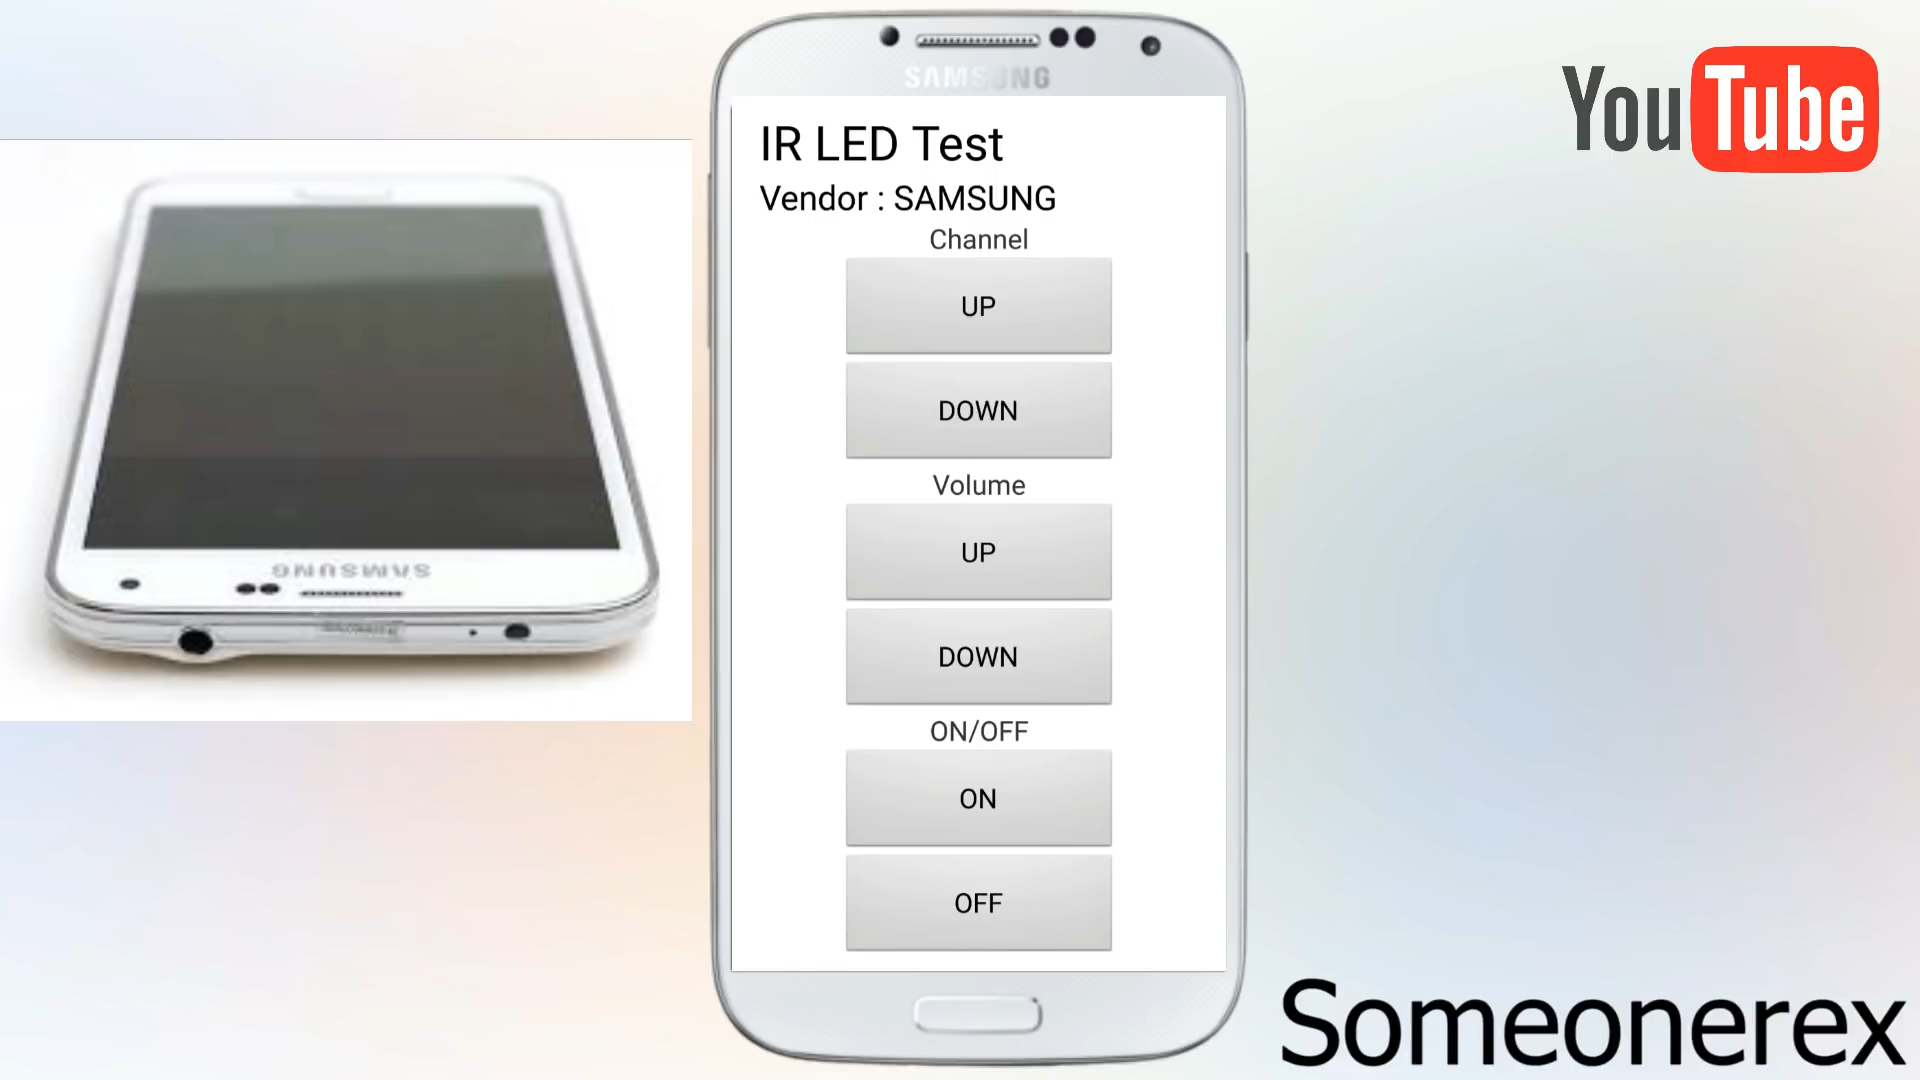 YouTube
SAMSUNG
IR LED Test
Vendor : SAMSUNG
Channel
UP
DOWN
Volume
UP
DOWN
ON/OFF
ON
OFF
SAMSUNG
Someonerex